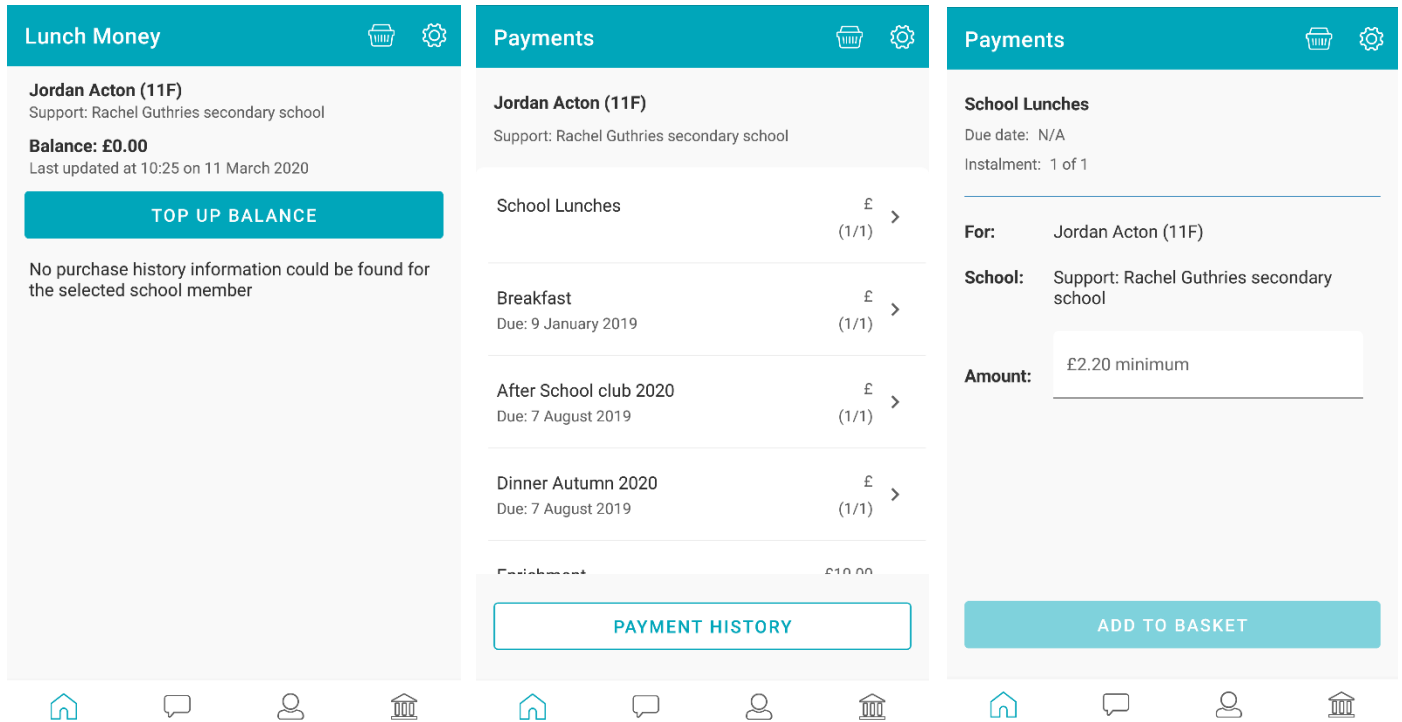 Lunch Money
Jordan Acton (11F)
Support: Rachel Guthries secondary school
Balance: £0.00
Last updated at 10:25 on 11 March 2020
TOP UP BALANCE
No purchase history information could be found for
the selected school member
Payments
Jordan Acton (11F)
Support: Rachel Guthries secondary school
School Lunches £
(1/1)
Breakfast £
Due: 9 January 2019 (1/1)
After School club 2020 £
Due: 7 August 2019 (1/1)
Dinner Autumn 2020 £
Due: 7 August 2019 (1/1)
Enrichment £10.00
PAYMENT HISTORY
Payments
School Lunches
Due date: N/A
Instalment: 1 of 1
For: Jordan Acton (11F)
School: Support: Rachel Guthries secondary
school
Amount: £2.20 minimum
ADD TO BASKET